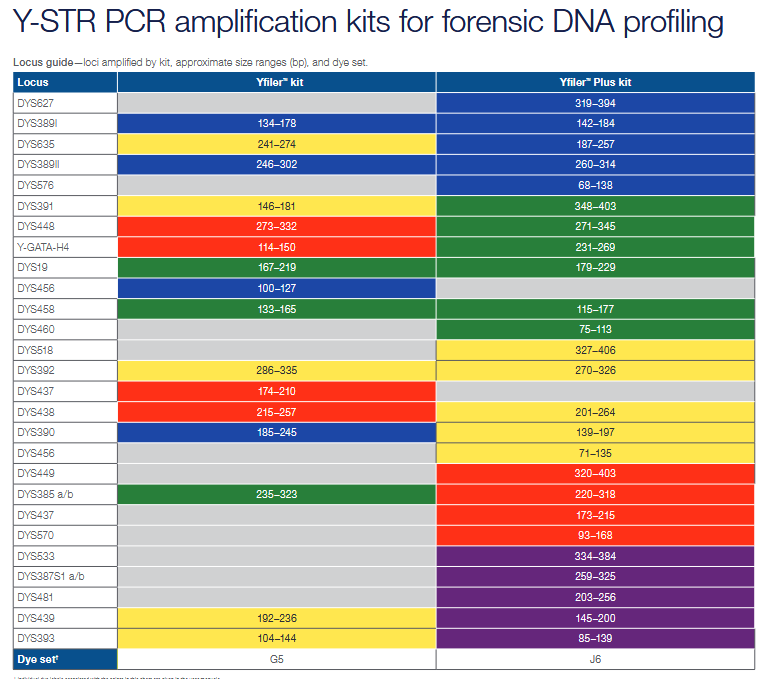 Y-STR PCR amplification kits for forensic DNA profiling
Locus guide—loci amplified by kit, approximate size ranges (bp), and dye set.
Locus Yfiler™ kit Yfiler™ Plus kit
DYS627 319–394
DYS389I 134–178 142–184
DYS635 241–274 187–257
DYS389II 246–302 260–314
DYS576 68–138
DYS391 146–181 348–403
DYS448 273–332 271–345
Y-GATA-H4 114–150 231–269
DYS19 167–219 179–229
DYS456 100–127
DYS458 133–165 115–177
DYS460 75–113
DYS518 327–406
DYS392 286–335 270–326
DYS437 174–210
DYS438 215–257 201–264
DYS390 185–245 139–197
DYS456 71–135
DYS449 320–403
DYS385 a/b 235–323 220–318
DYS437 173–215
DYS570 93–168
DYS533 334–384
DYS387S1 a/b 259–325
DYS481 203–256
DYS439 192–236 145–200
DYS393 104–144 85–139
Dye set† G5 J6